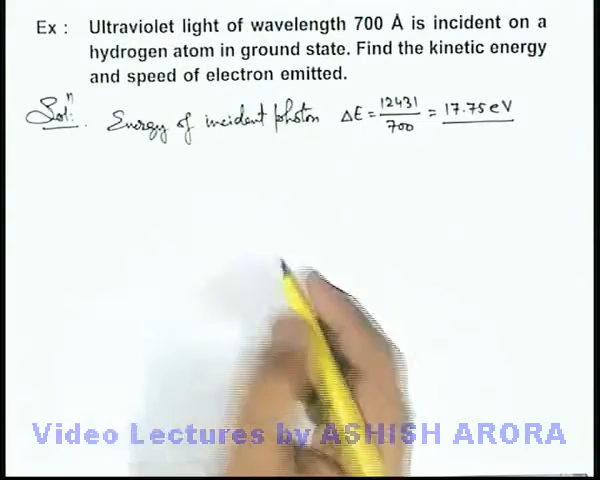 Ex : Ultraviolet light of wavelength 700 Å is incident on a
hydrogen atom in ground state. Find the kinetic energy
and speed of electron emitted.
Solⁿ: Energy of incident photon ΔE = 12431/700 = 17.75 eV
Video Lectures by ASHISH ARORA